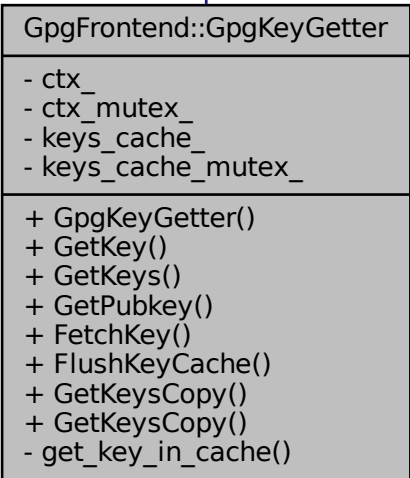 GpgFrontend::GpgKeyGetter
- ctx_
- ctx_mutex_
- keys_cache_
- keys_cache_mutex_
+ GpgKeyGetter()
+ GetKey()
+ GetKeys()
+ GetPubkey()
+ FetchKey()
+ FlushKeyCache()
+ GetKeysCopy()
+ GetKeysCopy()
- get_key_in_cache()